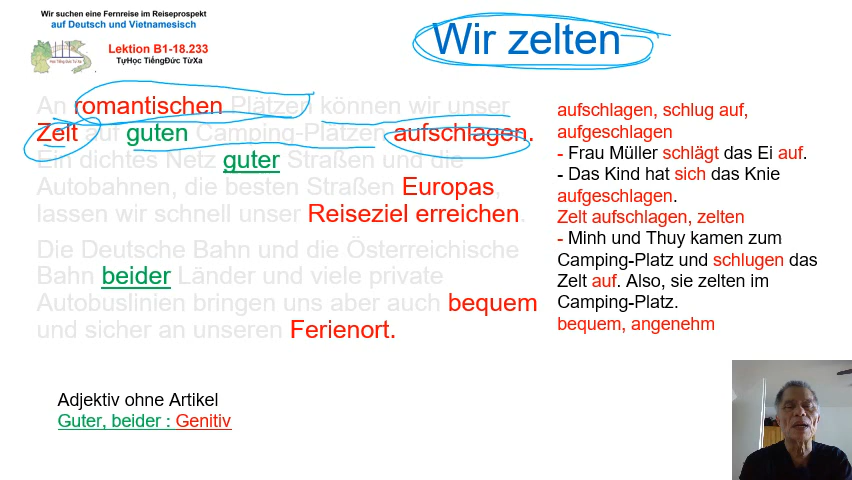 Wir suchen eine Fernreise im Reiseprospekt
auf Deutsch und Vietnamesisch
Lektion B1-18.233
TựHọc TiếngĐức TừXa
Wir zelten
An romantischen Plätzen können wir unser
Zelt auf guten Camping-Plätzen aufschlagen.
Ein dichtes Netz guter Straßen und die
Autobahnen, die besten Straßen Europas,
lassen wir schnell unser Reiseziel erreichen.
Die Deutsche Bahn und die Österreichische
Bahn beider Länder und viele private
Autobuslinien bringen uns aber auch bequem
und sicher an unseren Ferienort.
aufschlagen, schlug auf,
aufgeschlagen
- Frau Müller schlägt das Ei auf.
- Das Kind hat sich das Knie
aufgeschlagen.
Zelt aufschlagen, zelten
- Minh und Thuy kamen zum
Camping-Platz und schlugen das
Zelt auf. Also, sie zelten im
Camping-Platz.
bequem, angenehm
Adjektiv ohne Artikel
Guter, beider : Genitiv